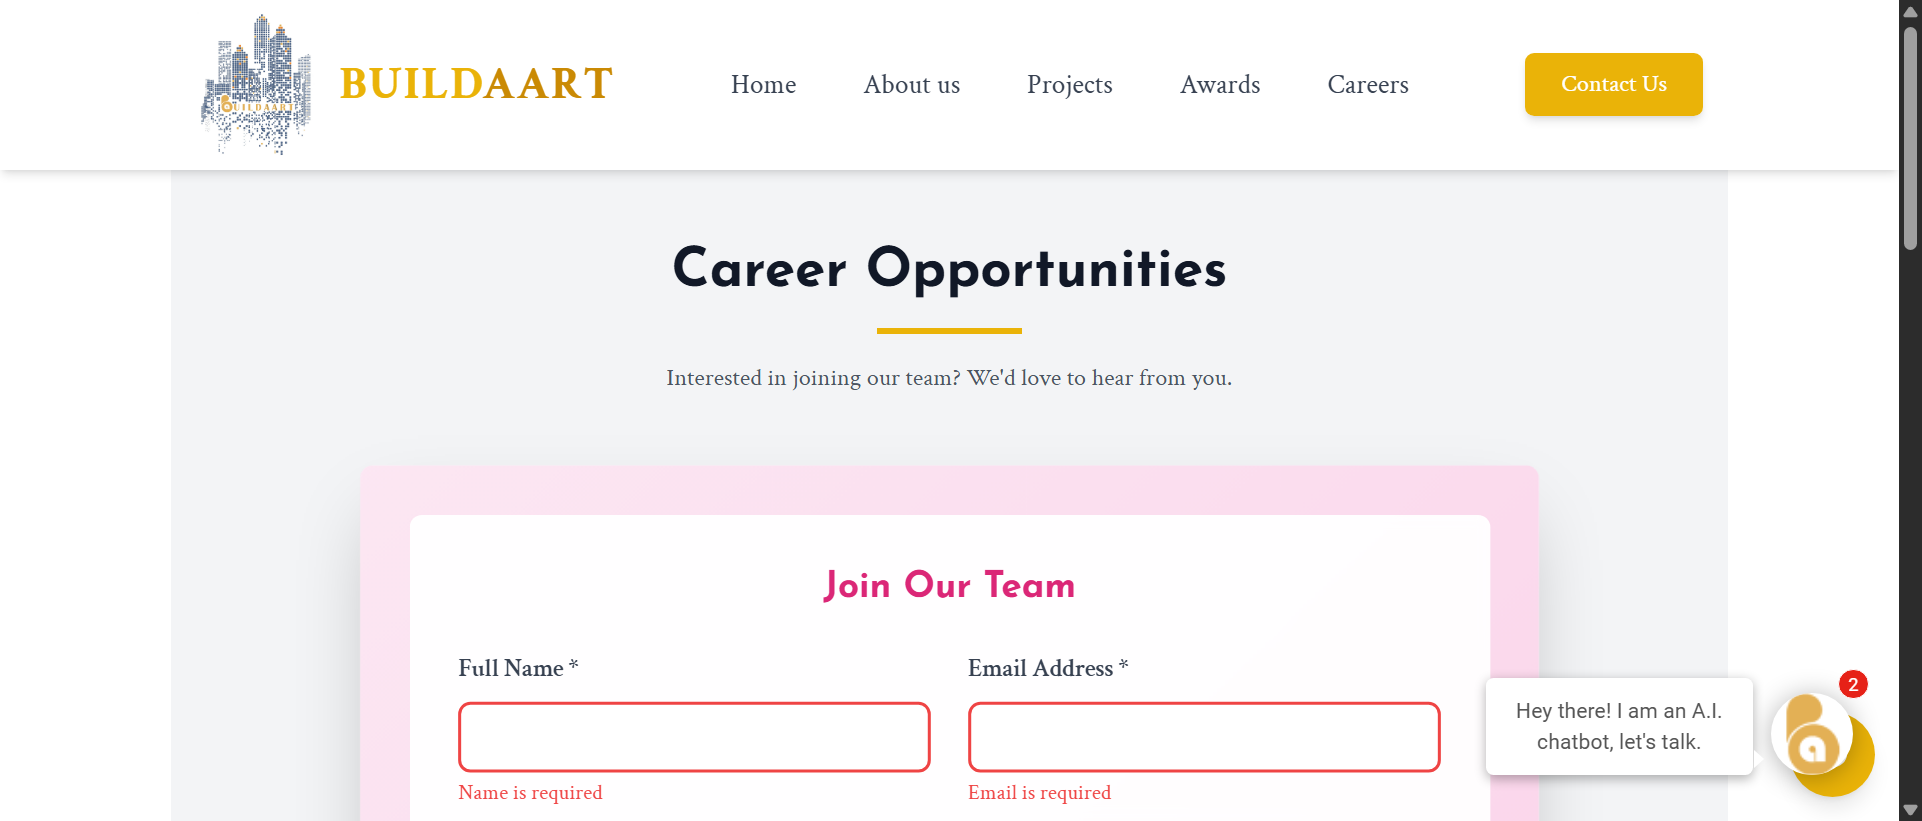 BUILDAART
BUILDAART
Home
About us
Projects
Awards
Careers
Contact Us
Career Opportunities
Interested in joining our team? We'd love to hear from you.
Join Our Team
Full Name *
Email Address *
Name is required
Email is required
2
Hey there! I am an A.I.
chatbot, let's talk.
ba